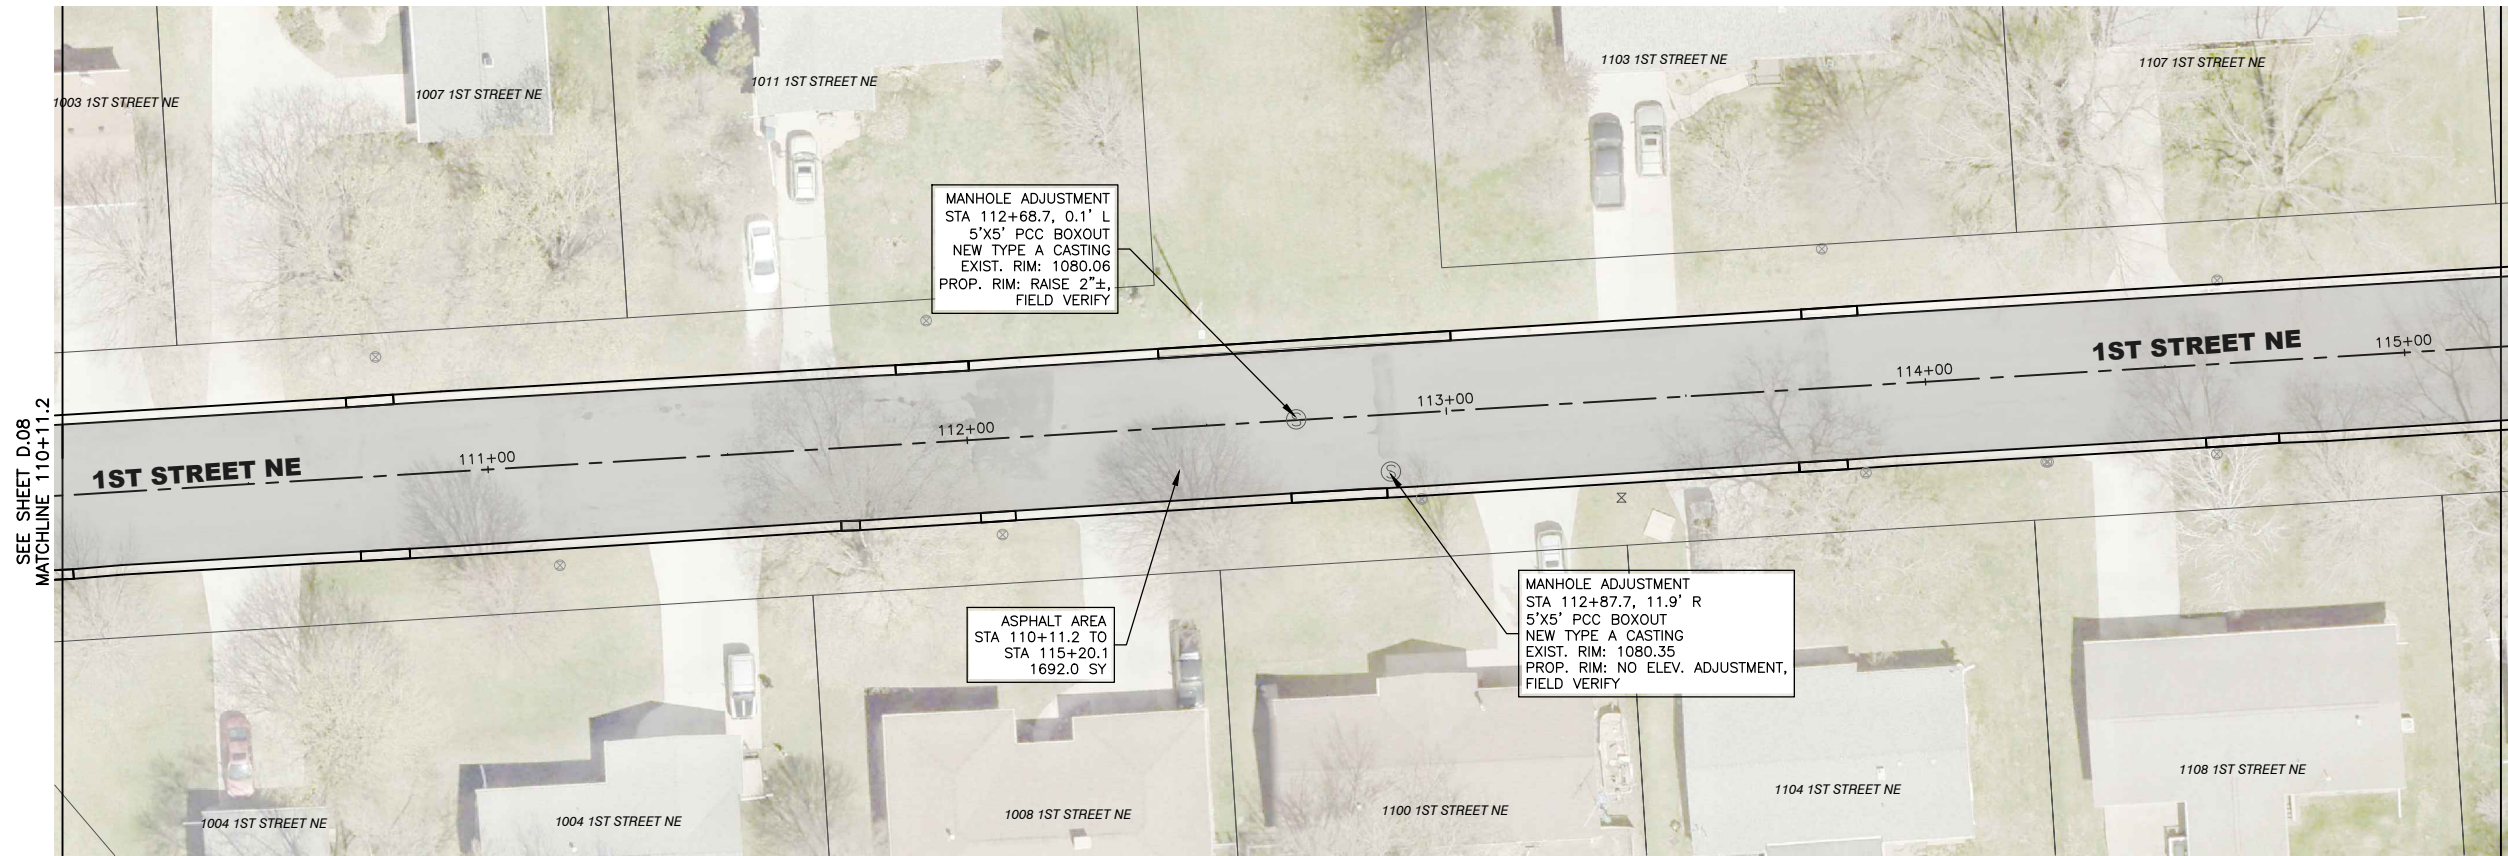 1003 1ST STREET NE
1007 1ST STREET NE
1011 1ST STREET NE
1103 1ST STREET NE
1107 1ST STREET NE
MANHOLE ADJUSTMENT
STA 112+68.7, 0.1' L
5'X5' PCC BOXOUT
NEW TYPE A CASTING
EXIST. RIM: 1080.06
PROP. RIM: RAISE 2"±,
FIELD VERIFY
SEE SHEET D.08
MATCHLINE 110+11.2
1ST STREET NE
111+00
112+00
S
113+00
S
114+00
1ST STREET NE
115+00
ASPHALT AREA
STA 110+11.2 TO
STA 115+20.1
1692.0 SY
MANHOLE ADJUSTMENT
STA 112+87.7, 11.9' R
5'X5' PCC BOXOUT
NEW TYPE A CASTING
EXIST. RIM: 1080.35
PROP. RIM: NO ELEV. ADJUSTMENT,
FIELD VERIFY
1004 1ST STREET NE
1004 1ST STREET NE
1008 1ST STREET NE
1100 1ST STREET NE
1104 1ST STREET NE
1108 1ST STREET NE